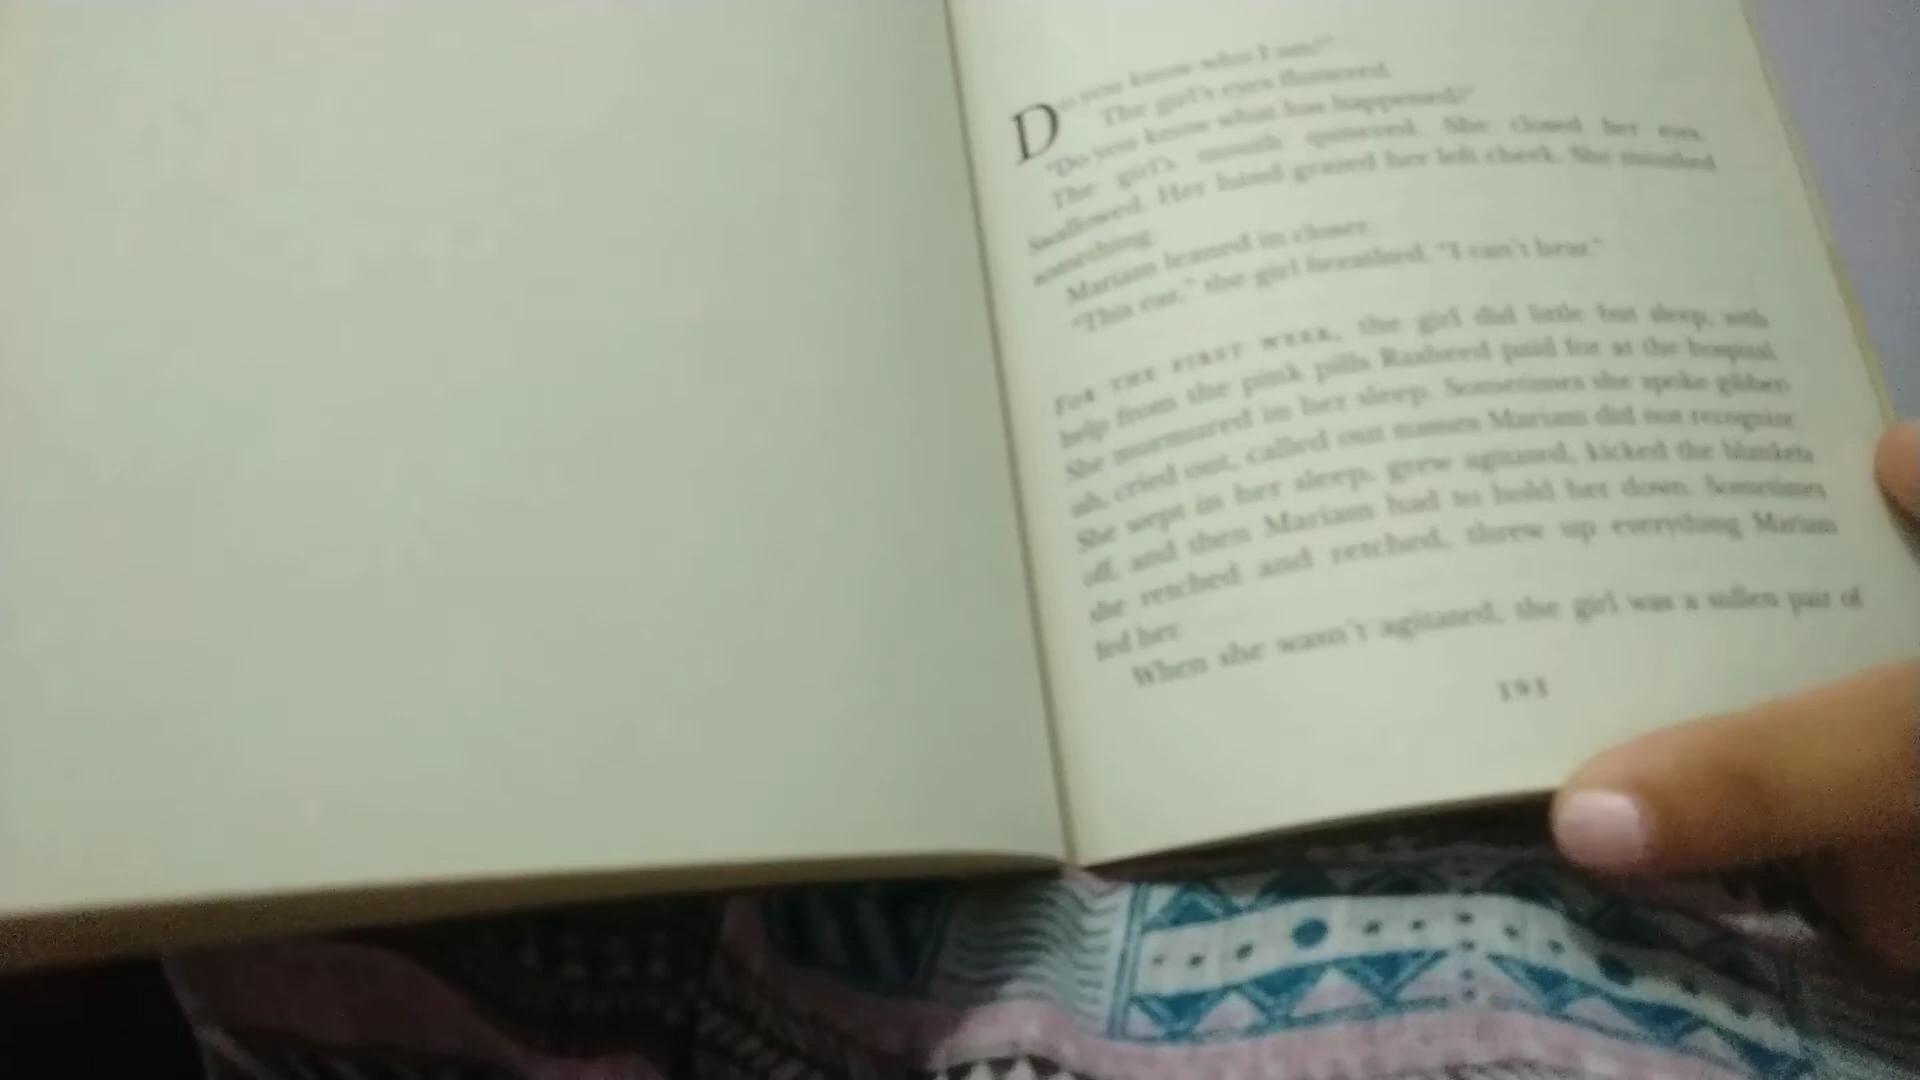 Do you know who I am?"
The girl's eyes fluttered.
"Do you know what has happened?"
The girl's mouth quivered. She closed her eyes.
Swallowed. Her hand grazed her left cheek. She mouthed
something.
Mariam leaned in closer.
"This ear," the girl breathed. "I can't hear."
FOR THE FIRST WEEK, the girl did little but sleep, with
help from the pink pills Rasheed paid for at the hospital.
She murmured in her sleep. Sometimes she spoke gibber-
ish, cried out, called out names Mariam did not recognize.
She wept in her sleep, grew agitated, kicked the blankets
off, and then Mariam had to hold her down. Sometimes
she retched and retched, threw up everything Mariam
fed her.
When she wasn't agitated, the girl was a sullen pair of
193